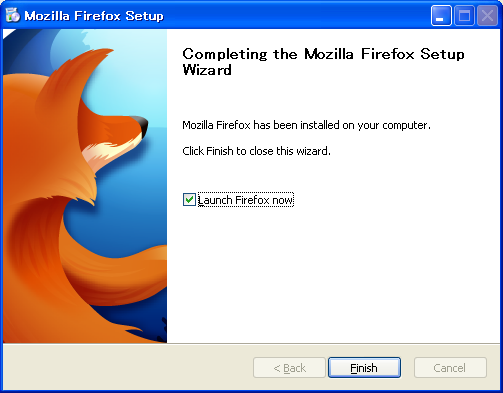 Mozilla Firefox Setup
Completing the Mozilla Firefox Setup
Wizard
Mozilla Firefox has been installed on your computer.
Click Finish to close this wizard.
Launch Firefox now
< Back
Finish
Cancel